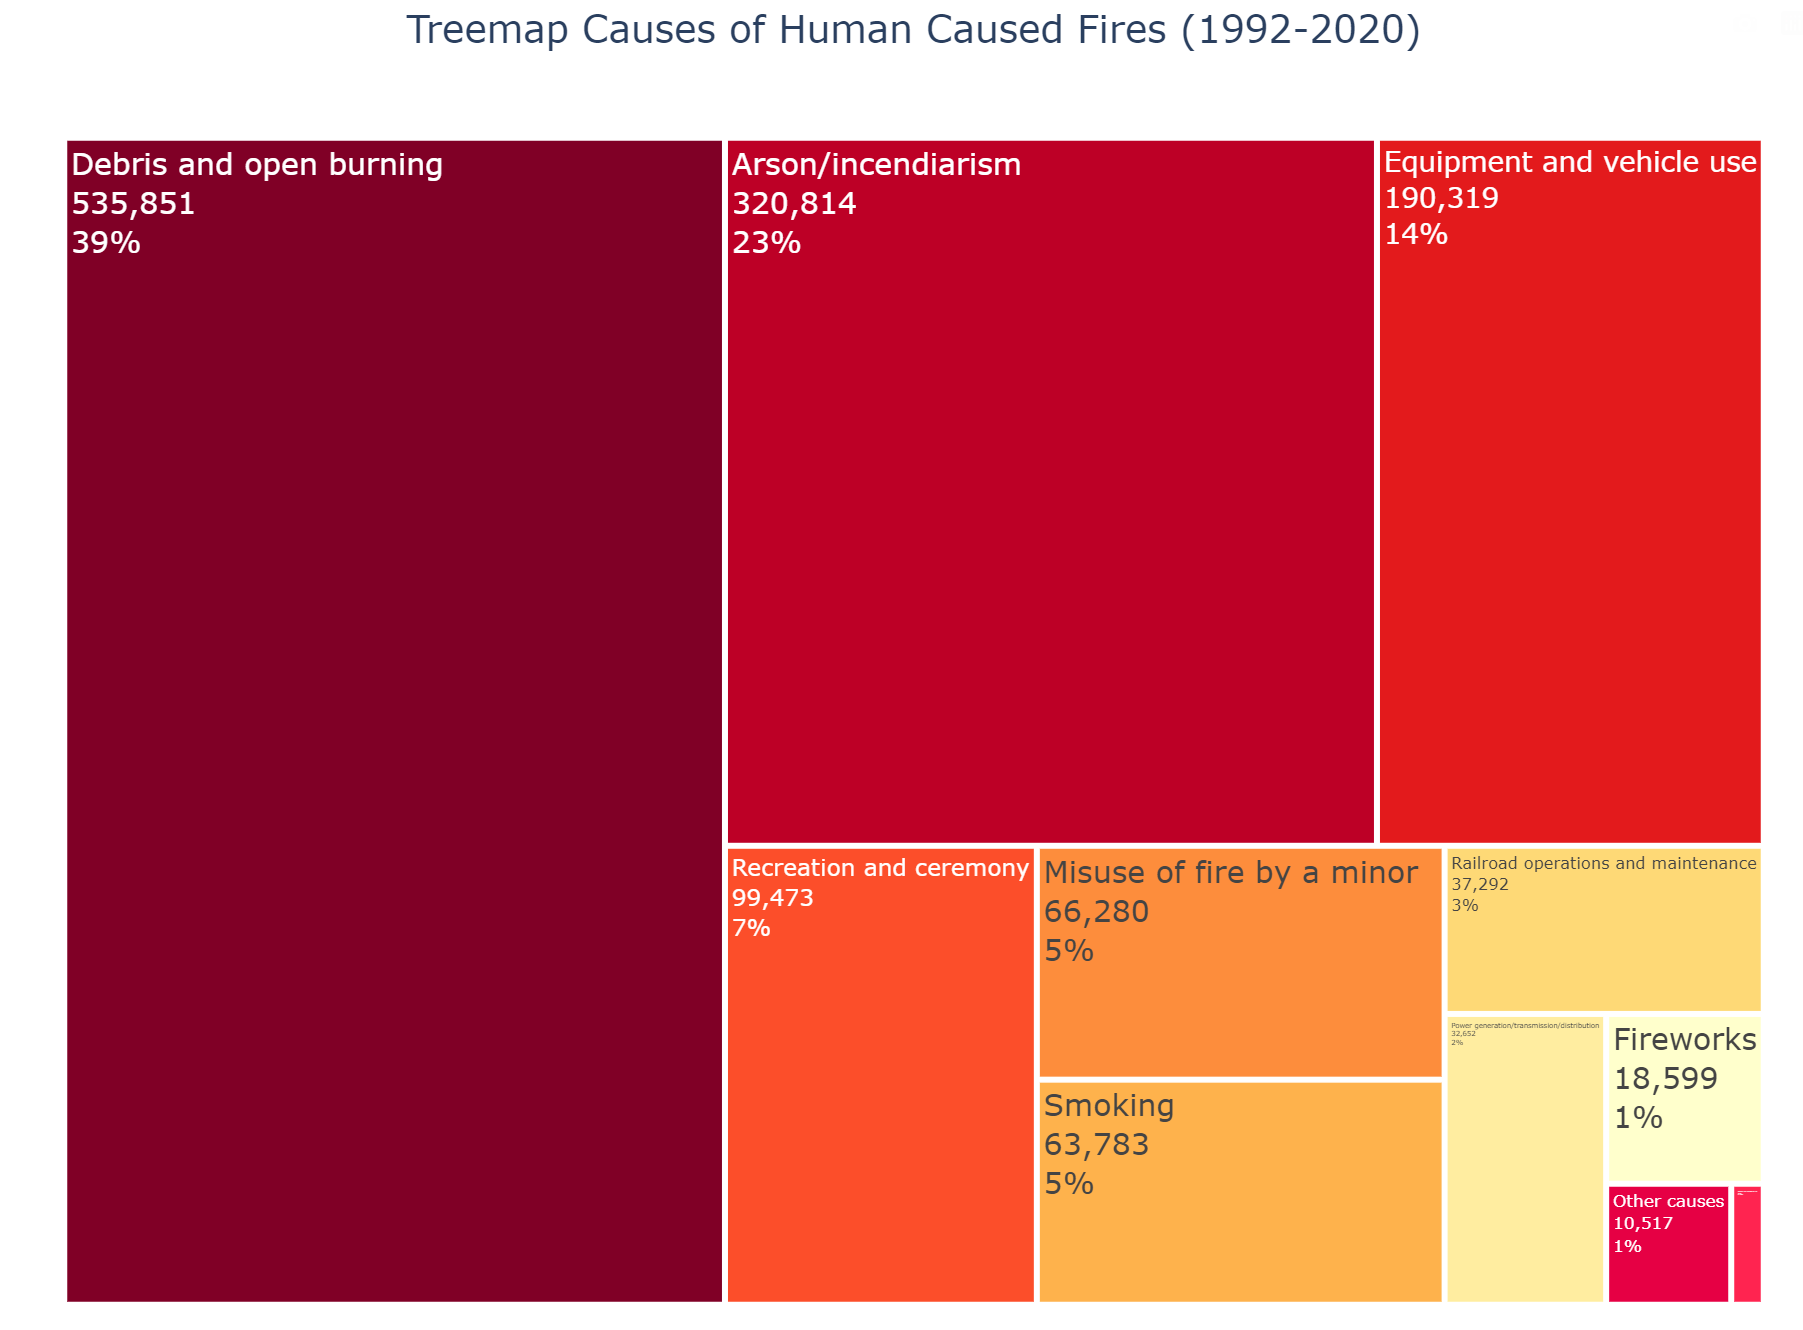 Treemap Causes of Human Caused Fires (1992-2020)
Debris and open burning
535,851
39%
Arson/incendiarism
320,814
23%
Equipment and vehicle use
190,319
14%
Recreation and ceremony
99,473
7%
Misuse of fire by a minor
66,280
5%
Smoking
63,783
5%
Railroad operations and maintenance
37,292
3%
Power generation/transmission/distribution
32,652
2%
Fireworks
18,599
1%
Other causes
10,517
1%